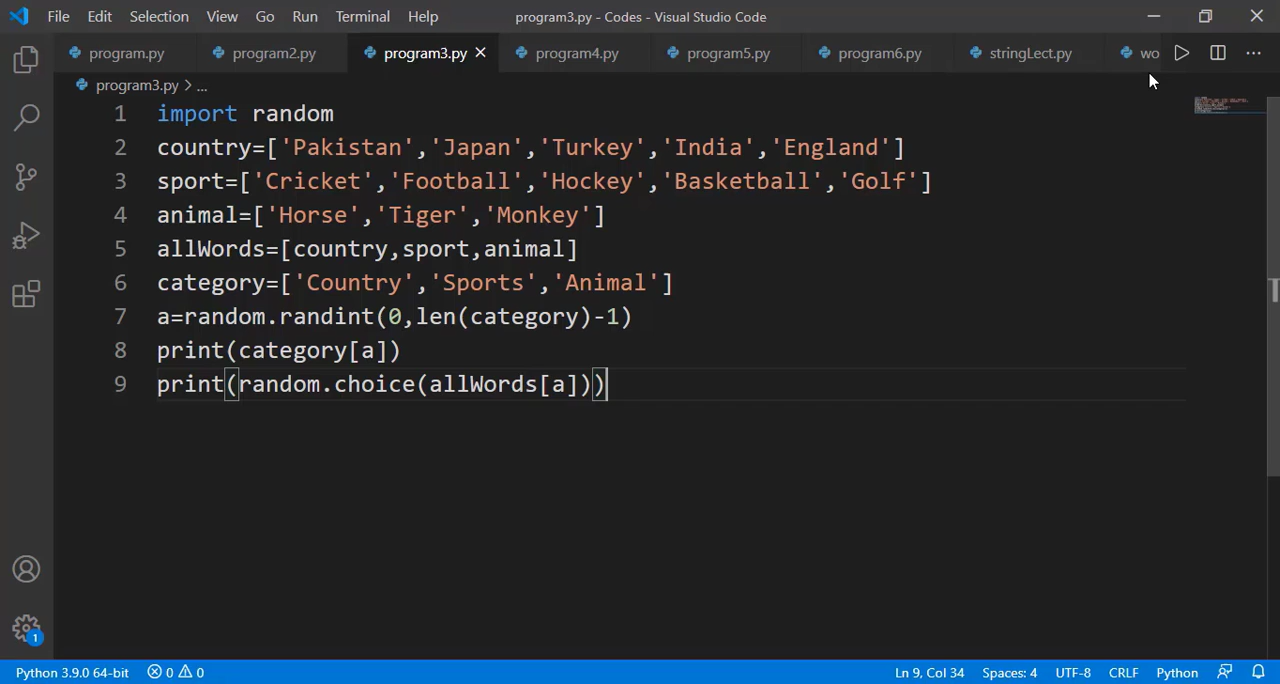 File Edit Selection View Go Run Terminal Help program3.py - Codes - Visual Studio Code
program.py program2.py program3.py program4.py program5.py program6.py stringLect.py wo
program3.py > ...
1 import random
2 country=['Pakistan','Japan','Turkey','India','England']
3 sport=['Cricket','Football','Hockey','Basketball','Golf']
4 animal=['Horse','Tiger','Monkey']
5 allWords=[country,sport,animal]
6 category=['Country','Sports','Animal']
7 a=random.randint(0,len(category)-1)
8 print(category[a])
9 print(random.choice(allWords[a]))
1
Python 3.9.0 64-bit 0 0 Ln 9, Col 34 Spaces: 4 UTF-8 CRLF Python